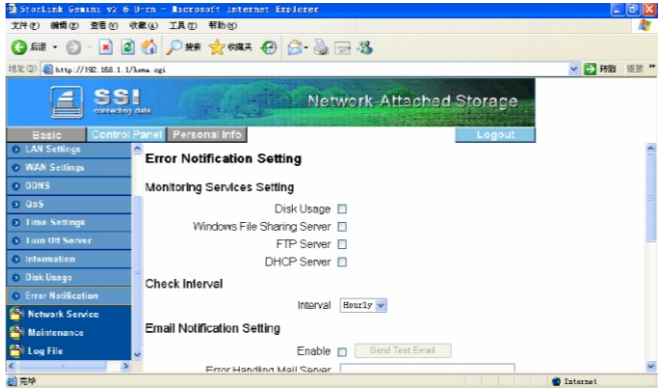 StorLink Gemini v2 6 U-rn - Microsoft Internet Explorer
文件(F) 编辑(E) 查看(V) 收藏(A) 工具(T) 帮助(H)
后退 搜索 收藏夹
地址(D) http://192.168.1.1/home.cgi 转到 链接 »
SSI
connecting data
Network-Attached Storage
Basic Control Panel Personal Info Logout
LAN Settings
WAN Settings
DDNS
QoS
Time Settings
Turn Off Server
Information
Disk Usage
Error Notification
Network Service
Maintenance
Log File
Error Notification Setting
Monitoring Services Setting
Disk Usage
Windows File Sharing Server
FTP Server
DHCP Server
Check Interval
Interval Hourly
Email Notification Setting
Enable Send Test Email
Error Handling Mail Server
完毕 Internet